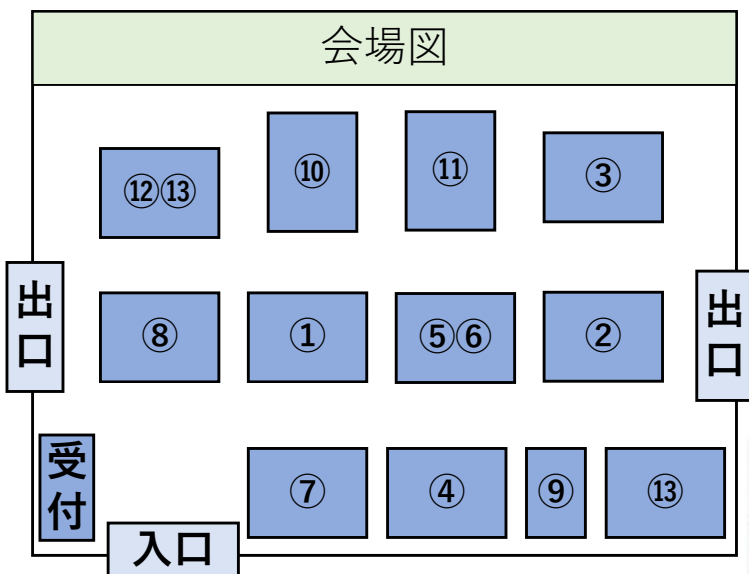 会場図
⑫⑬
⑩
⑪
③
出口
⑧
①
⑤⑥
②
出口
受付
⑦
④
⑨
⑬
入口